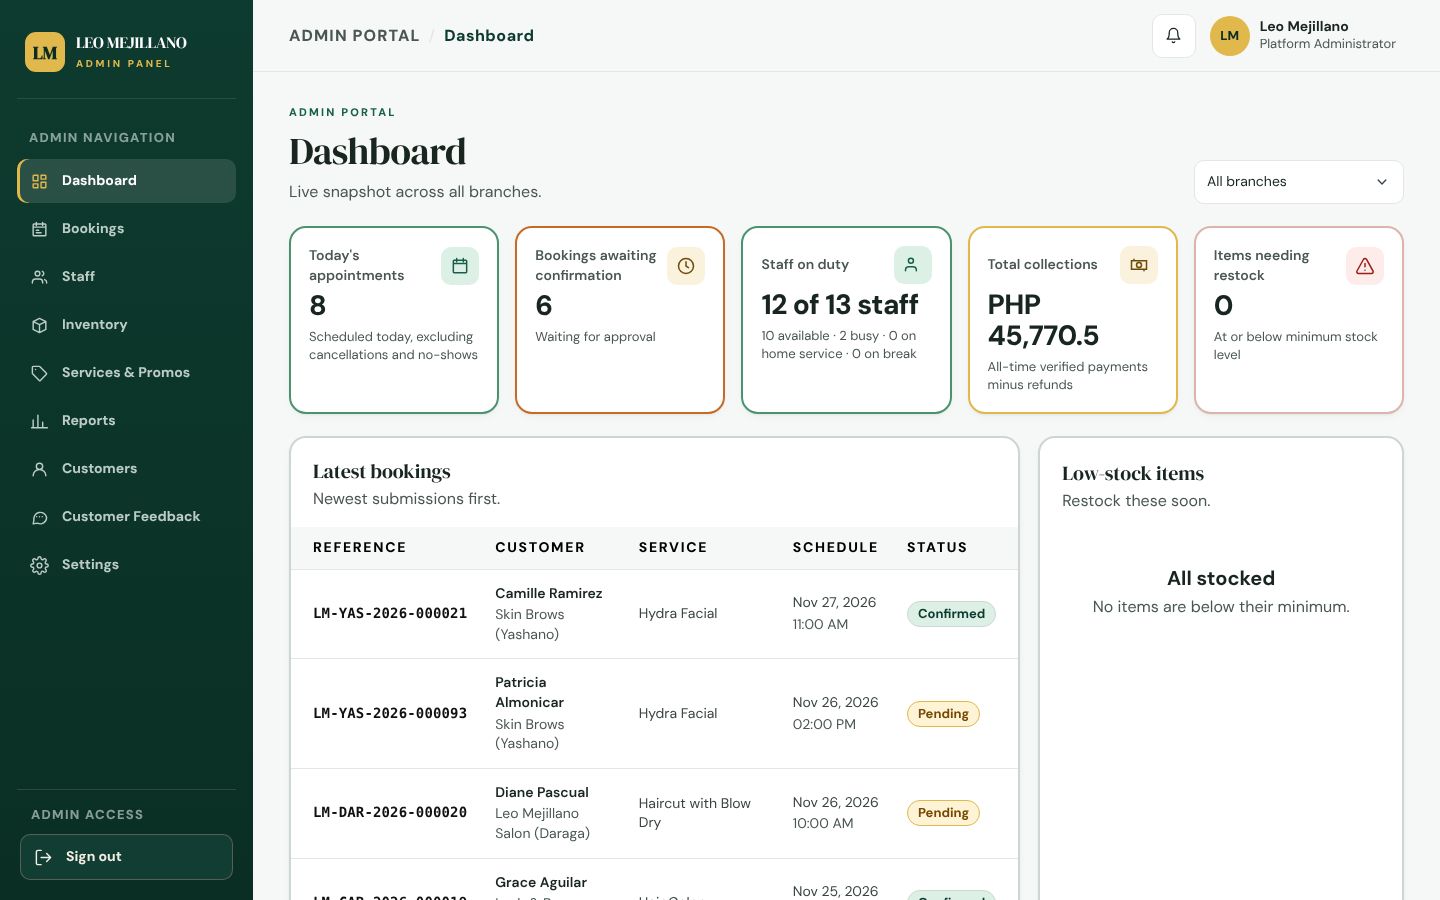 LM
LEO MEJILLANO
ADMIN PANEL
ADMIN NAVIGATION
Dashboard
Bookings
Staff
Inventory
Services & Promos
Reports
Customers
Customer Feedback
Settings
ADMIN ACCESS
Sign out
ADMIN PORTAL / Dashboard
LM
Leo Mejillano
Platform Administrator
ADMIN PORTAL
Dashboard
Live snapshot across all branches.
All branches
Today's
appointments
8
Scheduled today, excluding
cancellations and no-shows
Bookings awaiting
confirmation
6
Waiting for approval
Staff on duty
12 of 13 staff
10 available · 2 busy · 0 on
home service · 0 on break
Total collections
PHP
45,770.5
All-time verified payments
minus refunds
Items needing
restock
0
At or below minimum stock
level
Latest bookings
Newest submissions first.
REFERENCE CUSTOMER SERVICE SCHEDULE STATUS
LM-YAS-2026-000021
Camille Ramirez
Skin Brows
(Yashano)
Hydra Facial
Nov 27, 2026
11:00 AM
Confirmed
LM-YAS-2026-000093
Patricia
Almonicar
Skin Brows
(Yashano)
Hydra Facial
Nov 26, 2026
02:00 PM
Pending
LM-DAR-2026-000020
Diane Pascual
Leo Mejillano
Salon (Daraga)
Haircut with Blow
Dry
Nov 26, 2026
10:00 AM
Pending
Grace Aguilar
Nov 25, 2026
Low-stock items
Restock these soon.
All stocked
No items are below their minimum.